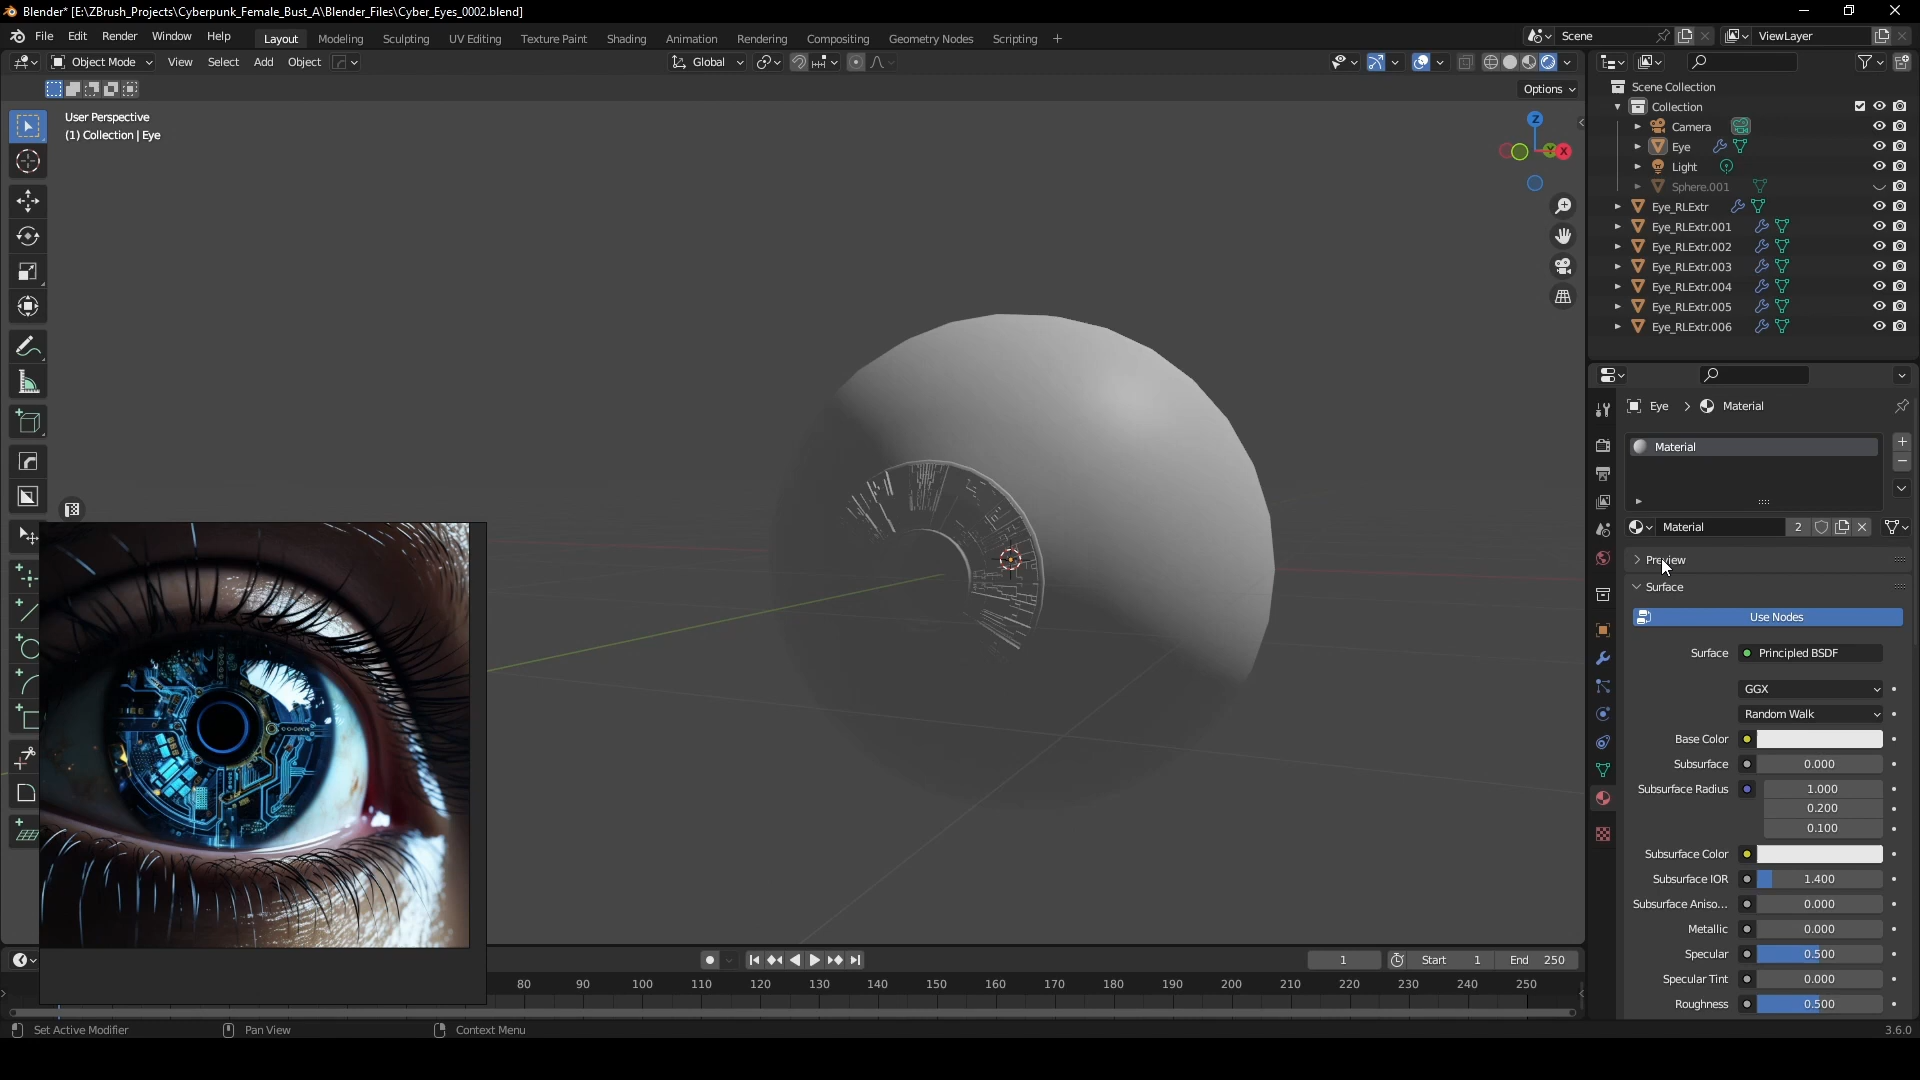 Blender* [E:\ZBrush_Projects\Cyberpunk_Female_Bust_A\Blender_Files\Cyber_Eyes_0002.blend]
File Edit Render Window Help Layout Modeling Sculpting UV Editing Texture Paint Shading Animation Rendering Compositing Geometry Nodes Scripting + Scene ViewLayer
Object Mode View Select Add Object Global
Options
User Perspective
(1) Collection | Eye
Z
Y
X
Scene Collection
Collection
Camera
Eye
Light
Sphere.001
Eye_RLExtr
Eye_RLExtr.001
Eye_RLExtr.002
Eye_RLExtr.003
Eye_RLExtr.004
Eye_RLExtr.005
Eye_RLExtr.006
Eye > Material
Material
Material 2
Preview
Surface
Use Nodes
Surface Principled BSDF
GGX
Random Walk
Base Color
Subsurface 0.000
Subsurface Radius 1.000
0.200
0.100
Subsurface Color
Subsurface IOR 1.400
Subsurface Aniso... 0.000
Metallic 0.000
Specular 0.500
Specular Tint 0.000
Roughness 0.500
1 Start 1 End 250
80 90 100 110 120 130 140 150 160 170 180 190 200 210 220 230 240 250
Set Active Modifier Pan View Context Menu 3.6.0